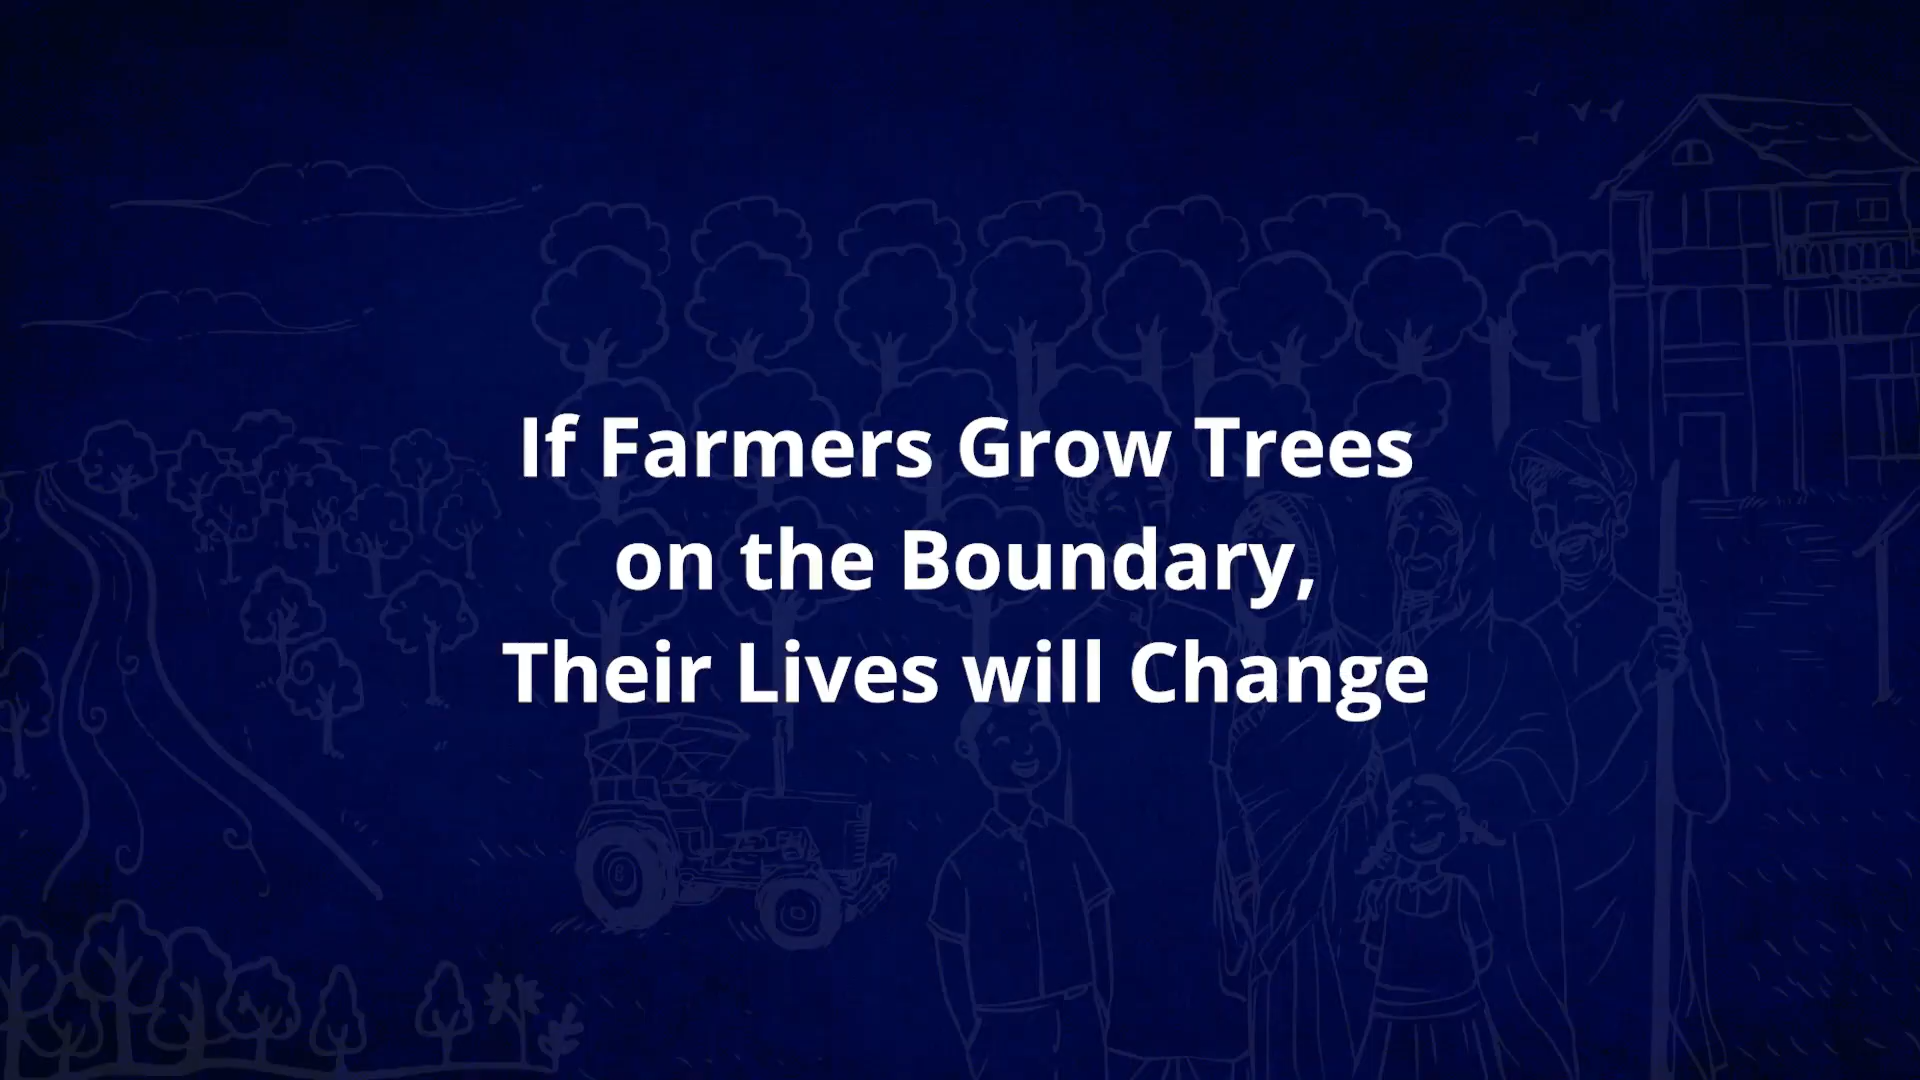 If Farmers Grow Trees
on the Boundary,
Their Lives will Change